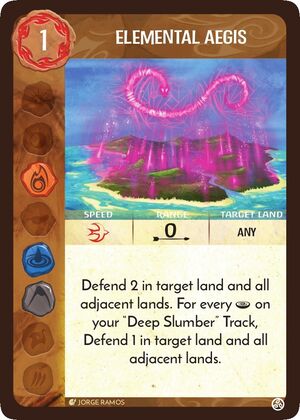 1
ELEMENTAL AEGIS
SPEED RANGE TARGET LAND
0 ANY
Defend 2 in target land and all
adjacent lands. For every on
your "Deep Slumber" Track,
Defend 1 in target land and all
adjacent lands.
JORGE RAMOS